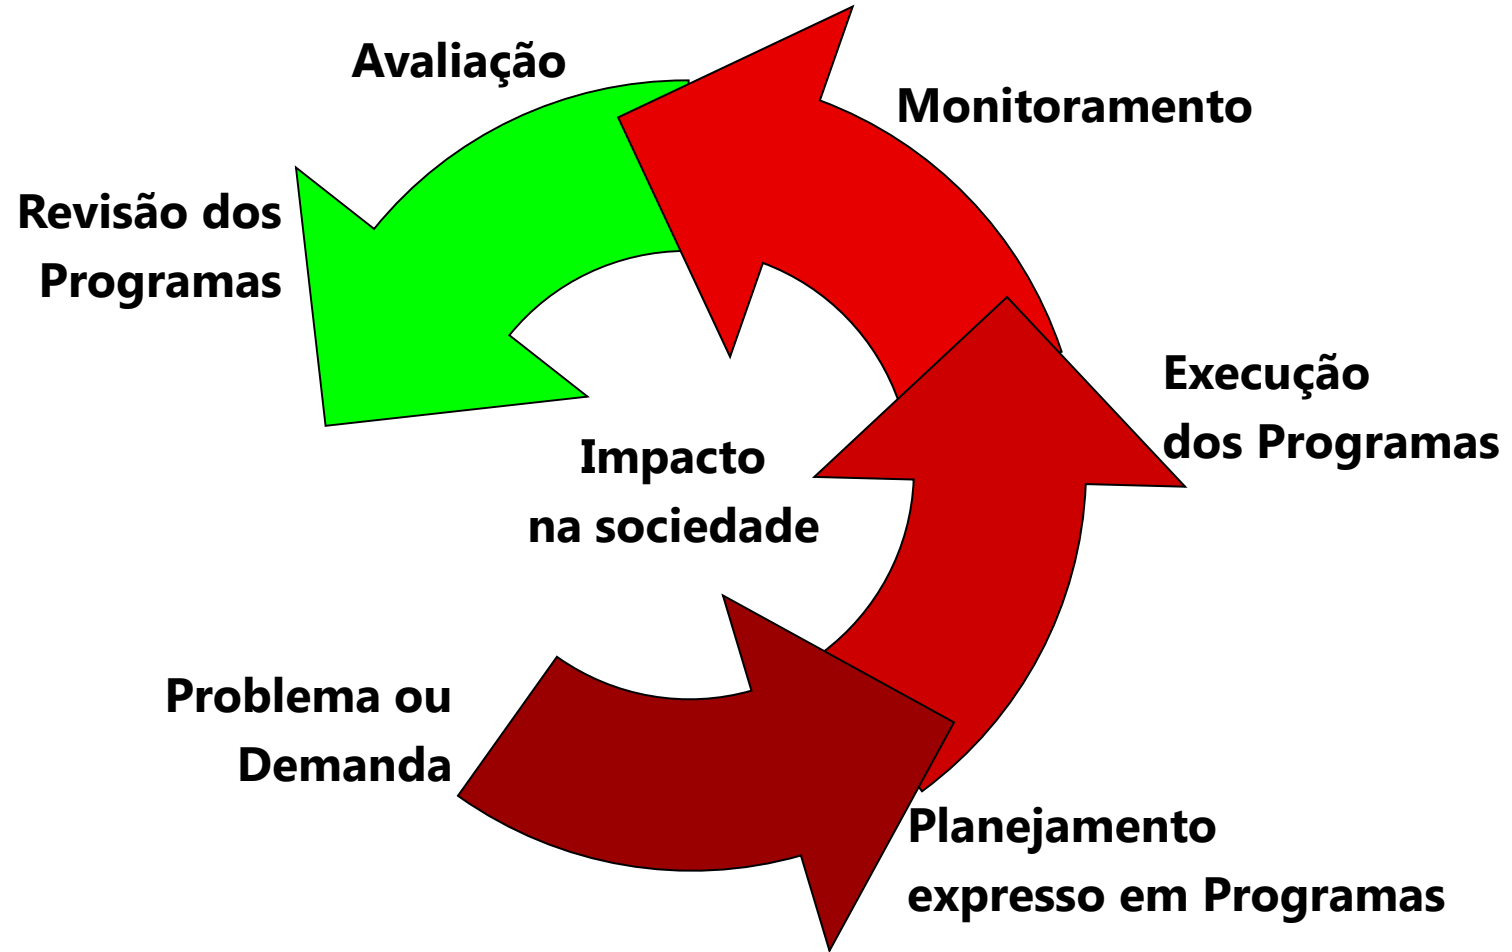 Avaliação
Monitoramento
Revisão dos
Programas
Execução
dos Programas
Impacto
na sociedade
Problema ou
Demanda
Planejamento
expresso em Programas